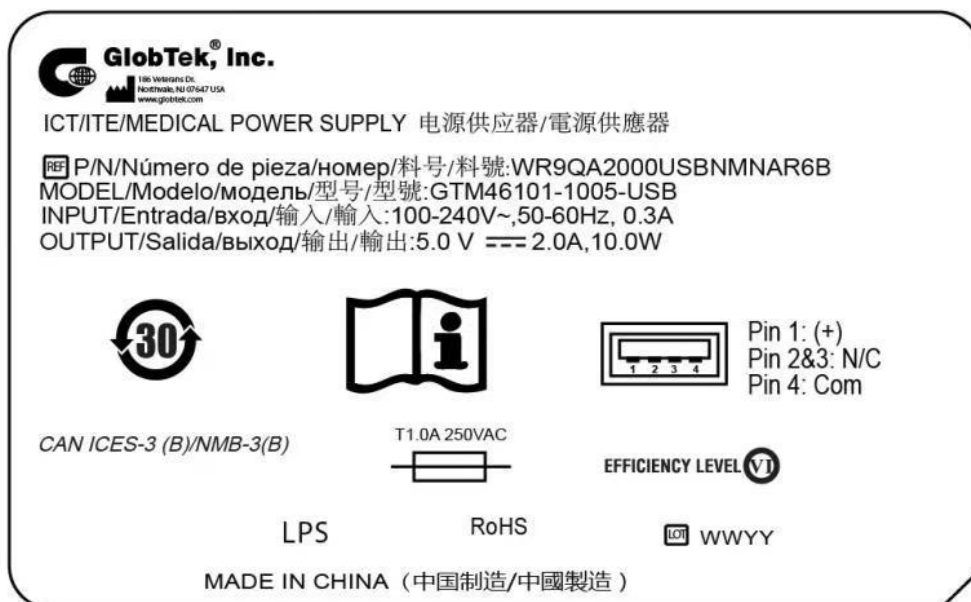 GlobTek,® Inc.
186 Veterans Dr.
Northvale, NJ 07647 USA
www.globtek.com
ICT/ITE/MEDICAL POWER SUPPLY 电源供应器/電源供應器
REF P/N/Número de pieza/номер/料号/料號:WR9QA2000USBNMNAR6B
MODEL/Modelo/модель/型号/型號:GTM46101-1005-USB
INPUT/Entrada/вход/输入/輸入:100-240V~,50-60Hz, 0.3A
OUTPUT/Salida/выход/输出/輸出:5.0 V ⎓ 2.0A,10.0W
30
1 2 3 4
Pin 1: (+)
Pin 2&3: N/C
Pin 4: Com
CAN ICES-3 (B)/NMB-3(B)
T1.0A 250VAC
EFFICIENCY LEVEL VI
LPS
RoHS
LOT WWYY
MADE IN CHINA（中国制造/中國製造 ）